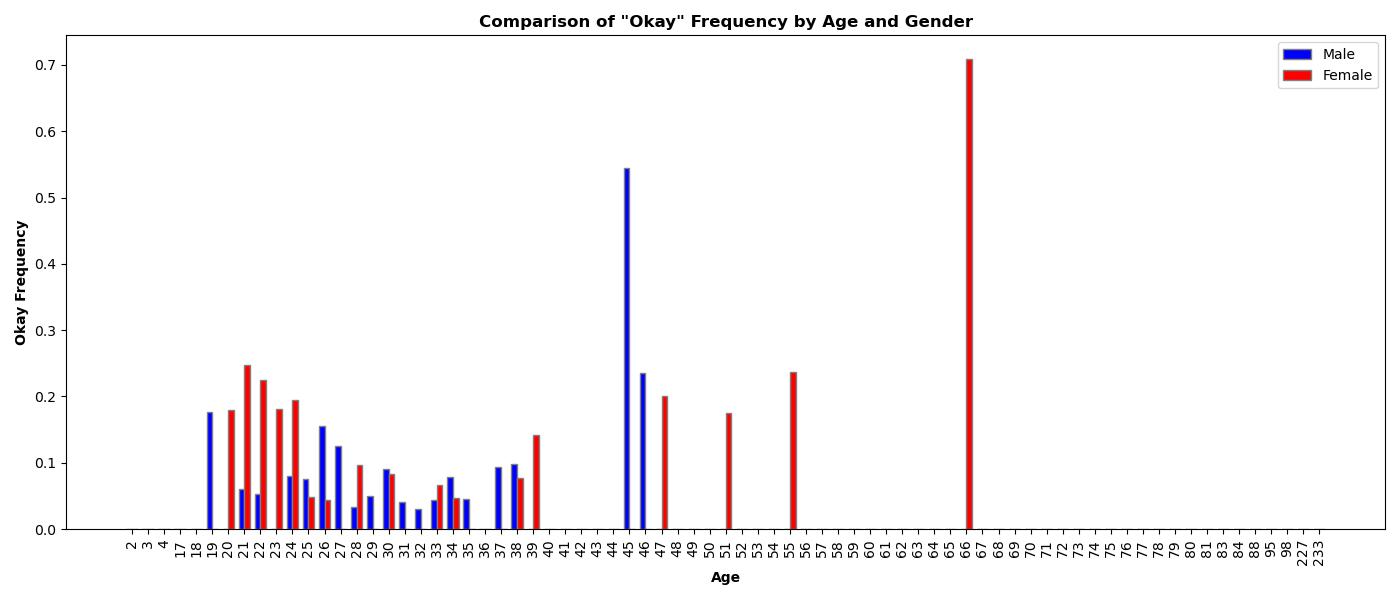 Comparison of "Okay" Frequency by Age and Gender
Male
Female
Okay Frequency
0.7
0.6
0.5
0.4
0.3
0.2
0.1
0.0
2 3 4 17 18 19 20 21 22 23 24 25 26 27 28 29 30 31 32 33 34 35 36 37 38 39 40 41 42 43 44 45 46 47 48 49 50 51 52 53 54 55 56 57 58 59 60 61 62 63 64 65 66 67 68 69 70 71 72 73 74 75 76 77 78 79 80 81 83 84 88 95 98 227 233
Age